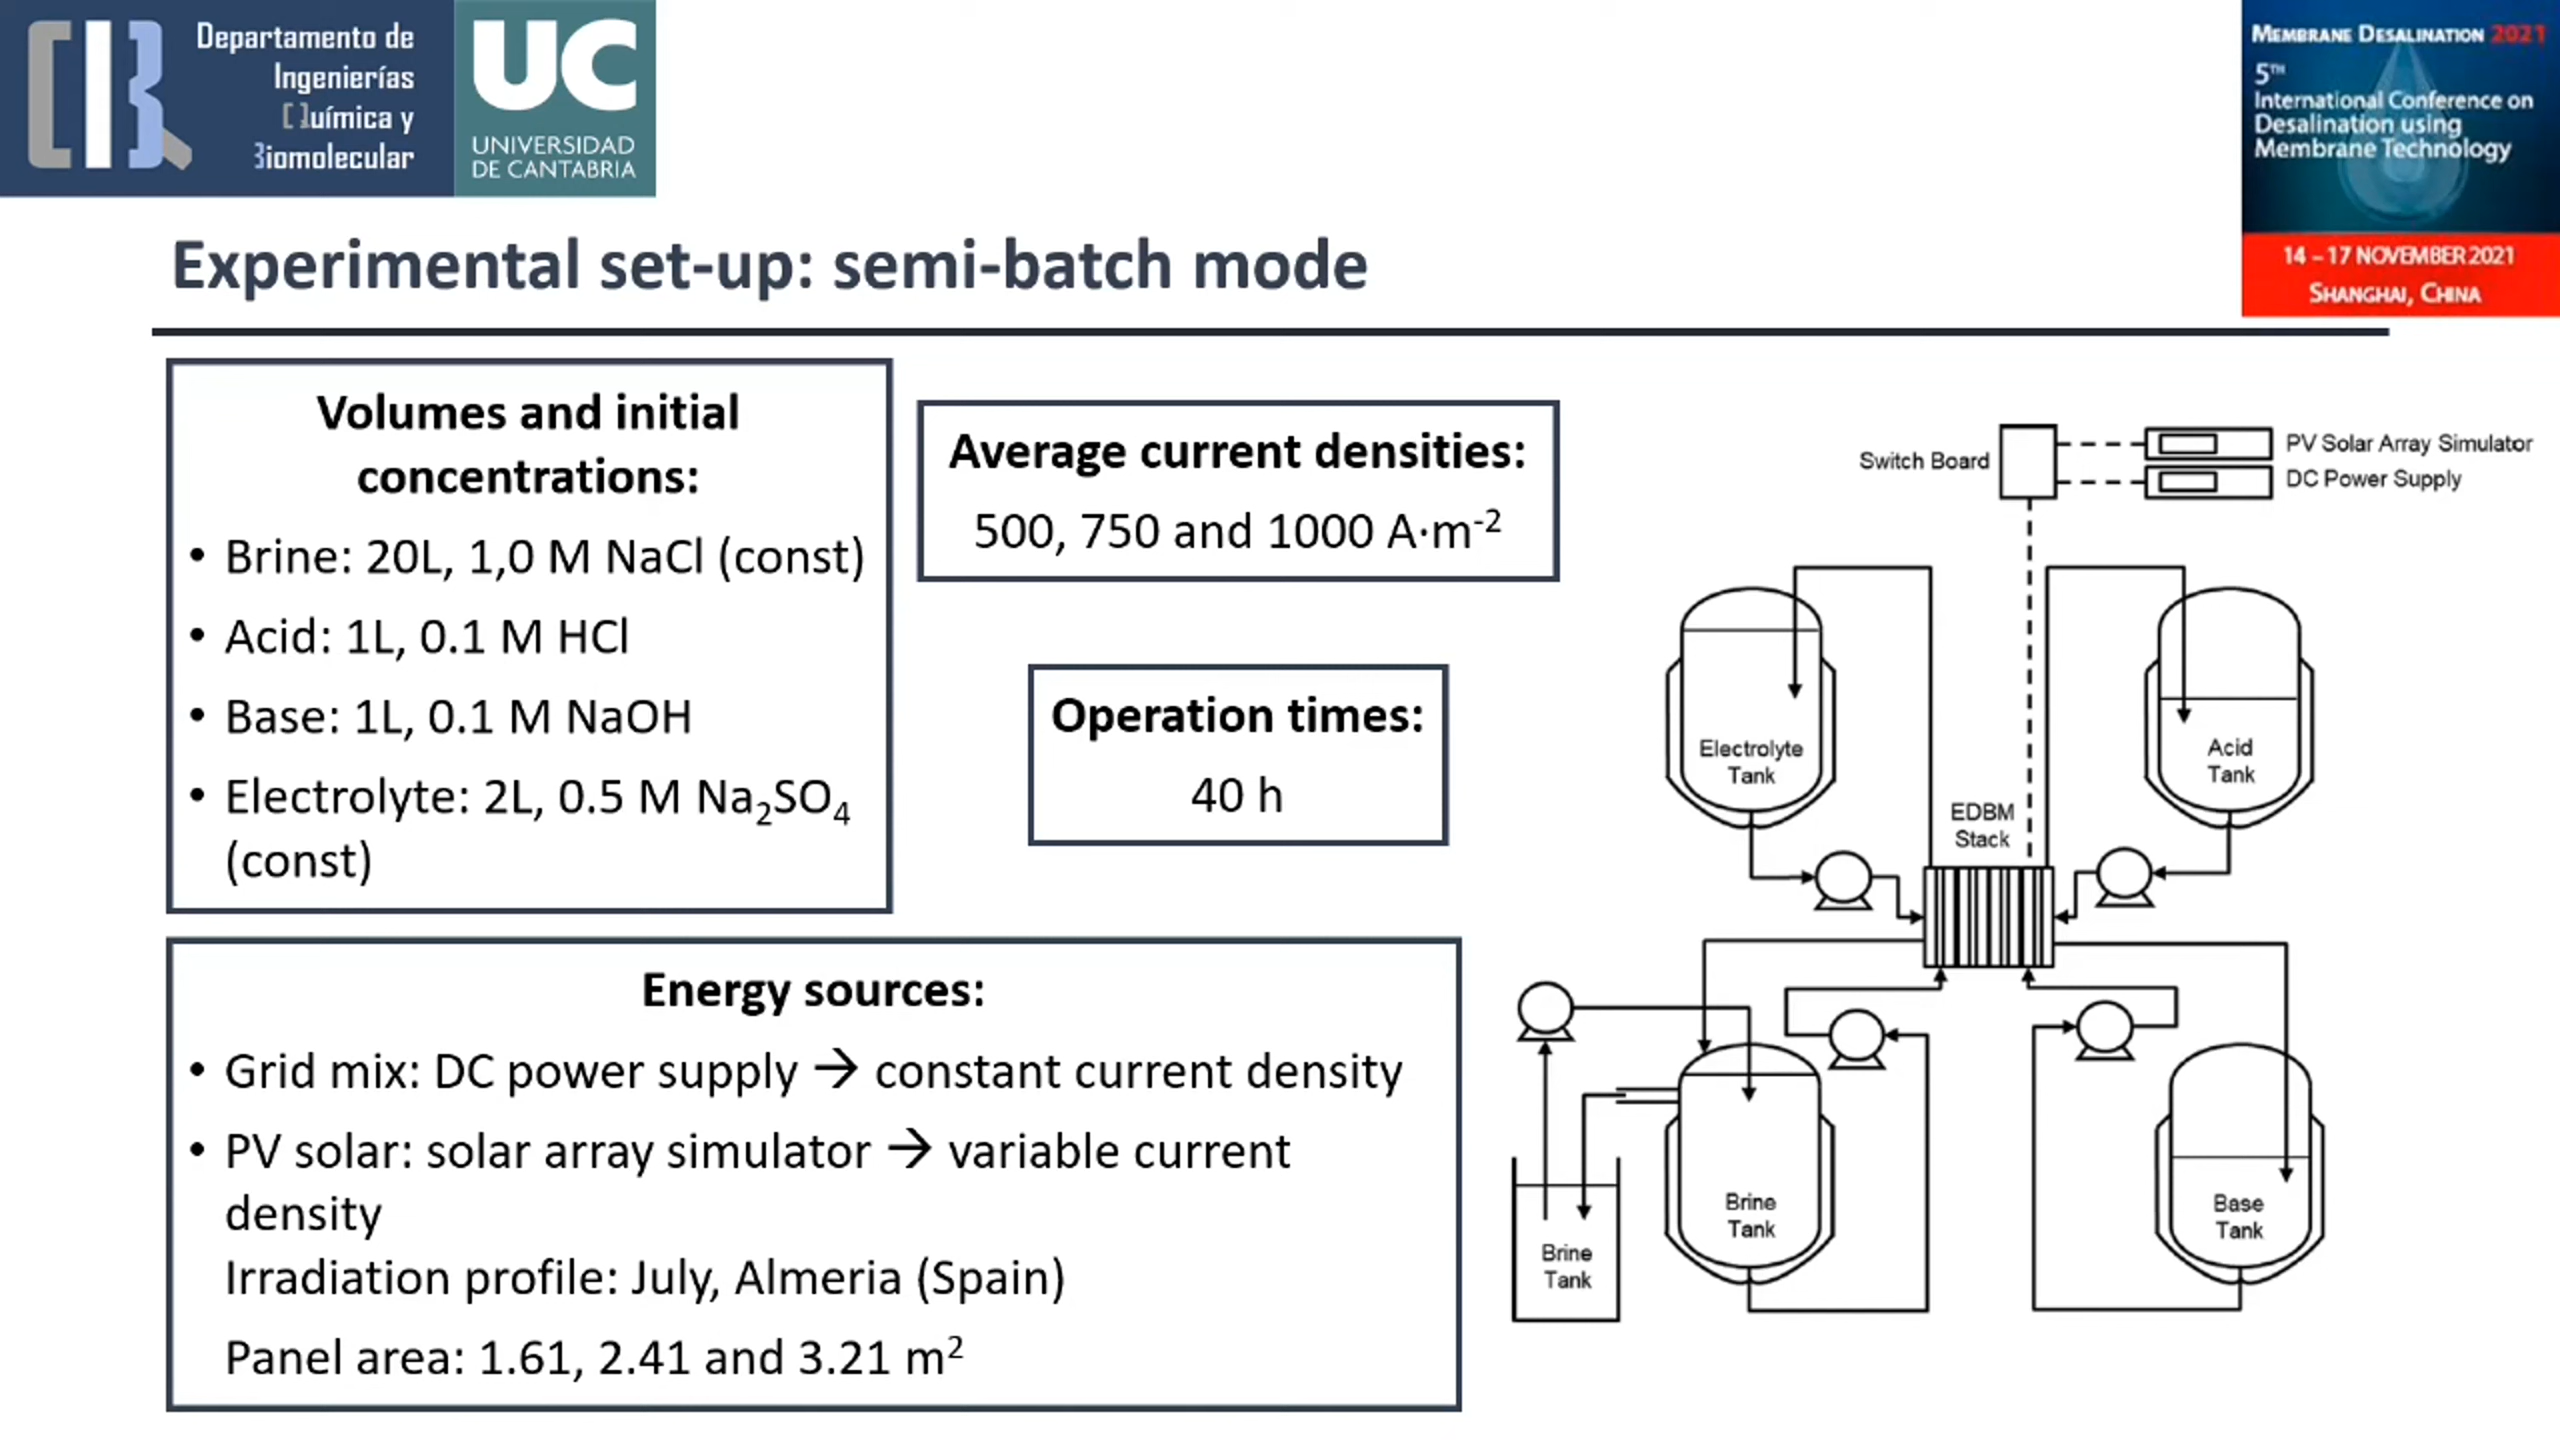 Departamento de
Ingenierías
Química y
Biomolecular
UC
UNIVERSIDAD
DE CANTABRIA
MEMBRANE DESALINATION 2021
5TH
International Conference on
Desalination using
Membrane Technology
14 – 17 NOVEMBER 2021
SHANGHAI, CHINA
Experimental set-up: semi-batch mode
Volumes and initial
concentrations:
• Brine: 20L, 1,0 M NaCl (const)
• Acid: 1L, 0.1 M HCl
• Base: 1L, 0.1 M NaOH
• Electrolyte: 2L, 0.5 M Na₂SO₄
(const)
Average current densities:
500, 750 and 1000 A·m⁻²
Operation times:
40 h
Energy sources:
• Grid mix: DC power supply → constant current density
• PV solar: solar array simulator → variable current
density
Irradiation profile: July, Almeria (Spain)
Panel area: 1.61, 2.41 and 3.21 m²
Switch Board
PV Solar Array Simulator
DC Power Supply
Electrolyte
Tank
Acid
Tank
EDBM
Stack
Brine
Tank
Brine
Tank
Base
Tank